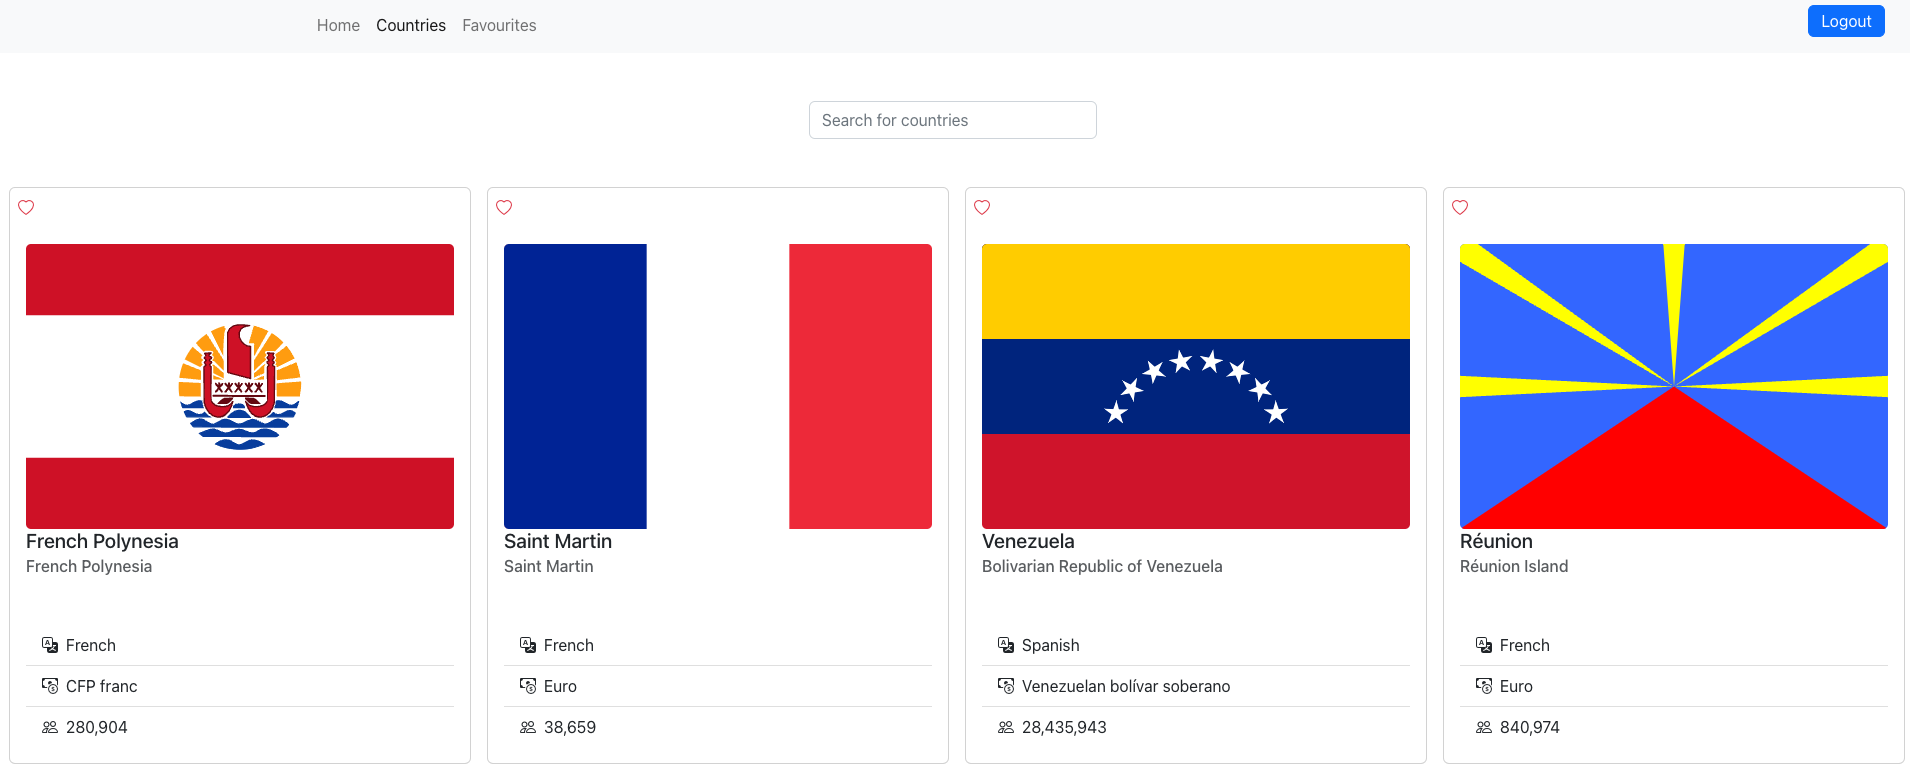 Home Countries Favourites Logout
Search for countries
French Polynesia
French Polynesia
French
CFP franc
280,904
Saint Martin
Saint Martin
French
Euro
38,659
Venezuela
Bolivarian Republic of Venezuela
Spanish
Venezuelan bolívar soberano
28,435,943
Réunion
Réunion Island
French
Euro
840,974